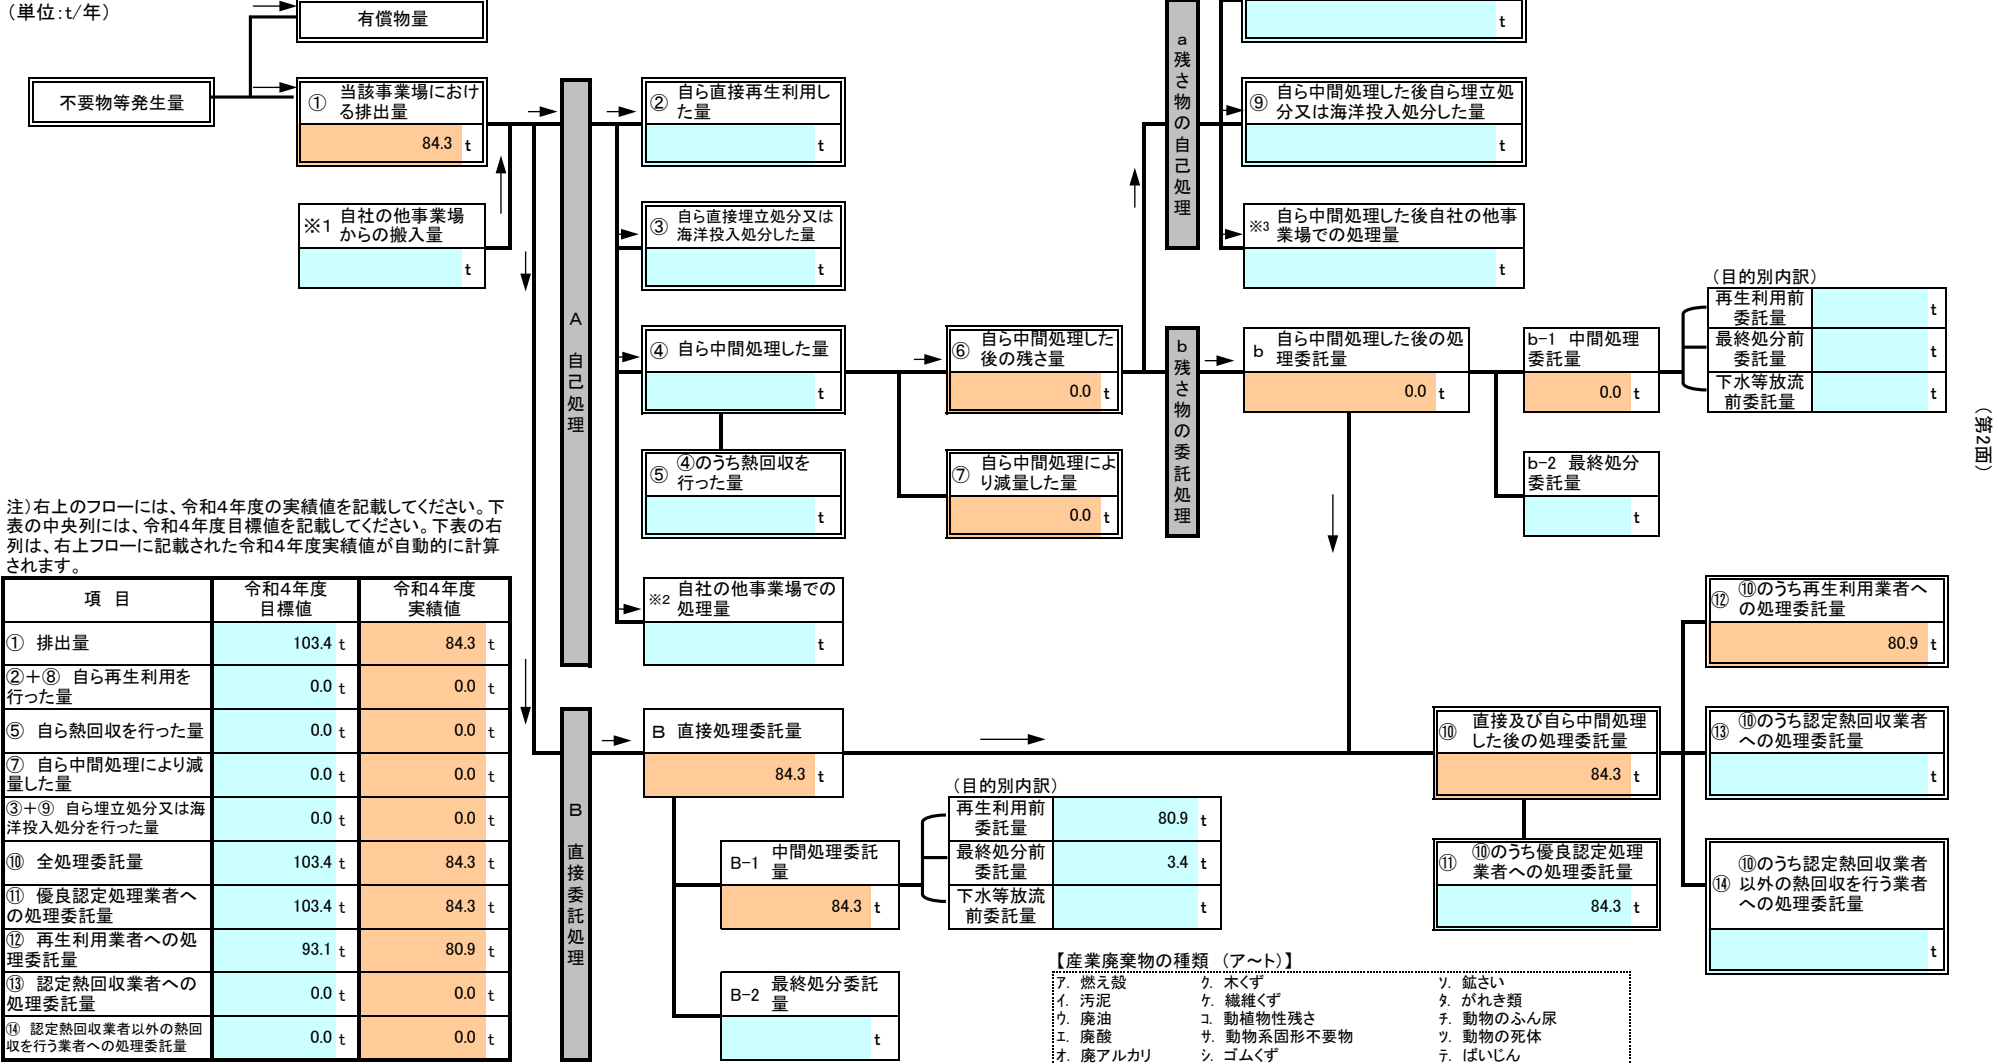 （単位:t/年）
有償物量
不要物等発生量
① 当該事業場におけ
る排出量
84.3 t
※1 自社の他事業場
からの搬入量
t
A 自己処理
② 自ら直接再生利用し
た量
t
③ 自ら直接埋立処分又は
海洋投入処分した量
t
④ 自ら中間処理した量
t
⑤ ④のうち熱回収を
行った量
t
※2 自社の他事業場での
処理量
t
⑥ 自ら中間処理した
後の残さ量
0.0 t
⑦ 自ら中間処理によ
り減量した量
0.0 t
a 残さ物の自己処理
t
⑨ 自ら中間処理した後自ら埋立処
分又は海洋投入処分した量
t
※3 自ら中間処理した後自社の他事
業場での処理量
t
b 残さ物の委託処理
b 自ら中間処理した後の処
理委託量
0.0 t
b-1 中間処理
委託量
0.0 t
b-2 最終処分
委託量
t
（目的別内訳）
再生利用前
委託量
t
最終処分前
委託量
t
下水等放流
前委託量
t
（第2面）
注）右上のフローには、令和4年度の実績値を記載してください。下
表の中央列には、令和4年度目標値を記載してください。下表の右
列は、右上フローに記載された令和4年度実績値が自動的に計算
されます。
項 目
令和4年度
目標値
令和4年度
実績値
① 排出量 103.4 t 84.3 t
②＋⑧ 自ら再生利用を
行った量 0.0 t 0.0 t
⑤ 自ら熱回収を行った量 0.0 t 0.0 t
⑦ 自ら中間処理により減
量した量 0.0 t 0.0 t
③＋⑨ 自ら埋立処分又は海
洋投入処分を行った量 0.0 t 0.0 t
⑩ 全処理委託量 103.4 t 84.3 t
⑪ 優良認定処理業者へ
の処理委託量 103.4 t 84.3 t
⑫ 再生利用業者への処
理委託量 93.1 t 80.9 t
⑬ 認定熱回収業者への
処理委託量 0.0 t 0.0 t
⑭ 認定熱回収業者以外の熱回
収を行う業者への処理委託量 0.0 t 0.0 t
B 直接委託処理
B 直接処理委託量
84.3 t
B-1 中間処理委託
量
84.3 t
B-2 最終処分委託
量
t
（目的別内訳）
再生利用前
委託量
80.9 t
最終処分前
委託量
3.4 t
下水等放流
前委託量
t
⑩ 直接及び自ら中間処理
した後の処理委託量
84.3 t
⑪ ⑩のうち優良認定処理
業者への処理委託量
84.3 t
⑫ ⑩のうち再生利用業者へ
の処理委託量
80.9 t
⑬ ⑩のうち認定熱回収業者
への処理委託量
t
⑭ ⑩のうち認定熱回収業者
以外の熱回収を行う業者
への処理委託量
t
【産業廃棄物の種類 （ア～ト）】
ア. 燃え殻 ク. 木くず ソ. 鉱さい
イ. 汚泥 ケ. 繊維くず タ. がれき類
ウ. 廃油 コ. 動植物性残さ チ. 動物のふん尿
エ. 廃酸 サ. 動物系固形不要物 ツ. 動物の死体
オ. 廃アルカリ シ. ゴムくず テ. ばいじん